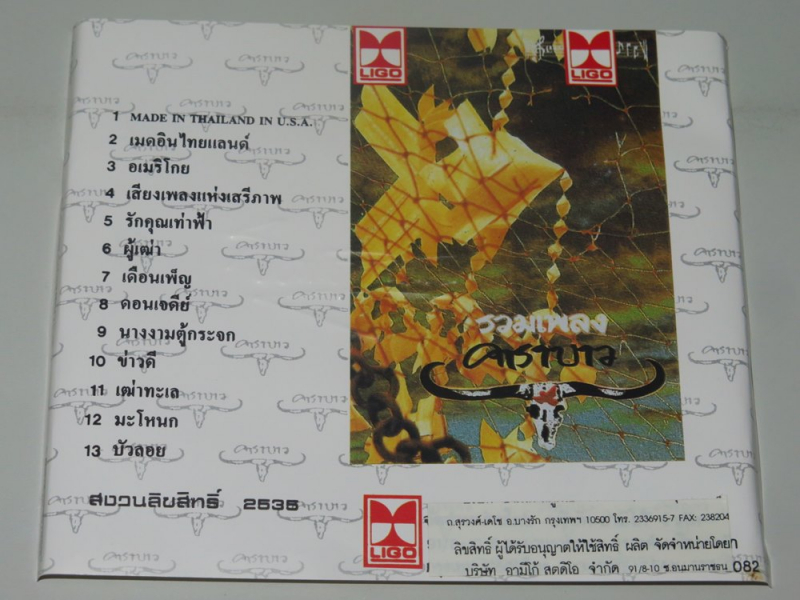 LIGO
LIGO
1 MADE IN THAILAND IN U.S.A.
2 เมดอินไทยแลนด์
3 อเมริโกย
4 เสียงเพลงแห่งเสรีภาพ
5 รักคุณเท่าฟ้า
6 ผู้เฒ่า
7 เดือนเพ็ญ
8 ดอนเจดีย์
9 นางงามตู้กระจก
10 ข่าวดี
11 เฒ่าทะเล
12 มะโหนก
13 บัวลอย
รวมเพลง
คาราบาว
สงวนลิขสิทธิ์ 2535
LIGO
ถ.สุรวงศ์-เดโช อ.บางรัก กรุงเทพฯ 10500 โทร. 2336915-7 FAX: 238204
ลิขสิทธิ์ ผู้ได้รับอนุญาตให้ใช้สิทธิ์ ผลิต จัดจำหน่ายโดย
บริษัท อามีโก้ สตูดิโอ จำกัด 91/8-10 ซ.อนุมานราชธน 082